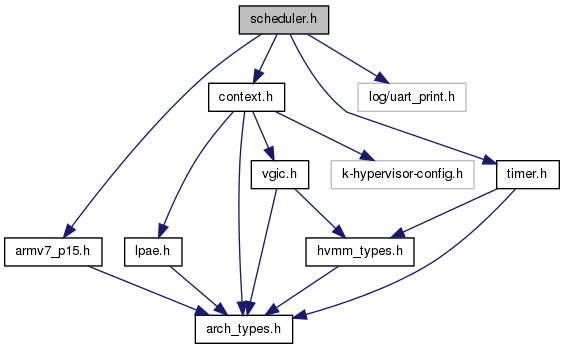 scheduler.h
context.h
log/uart_print.h
vgic.h
k-hypervisor-config.h
timer.h
armv7_p15.h
lpae.h
hvmm_types.h
arch_types.h